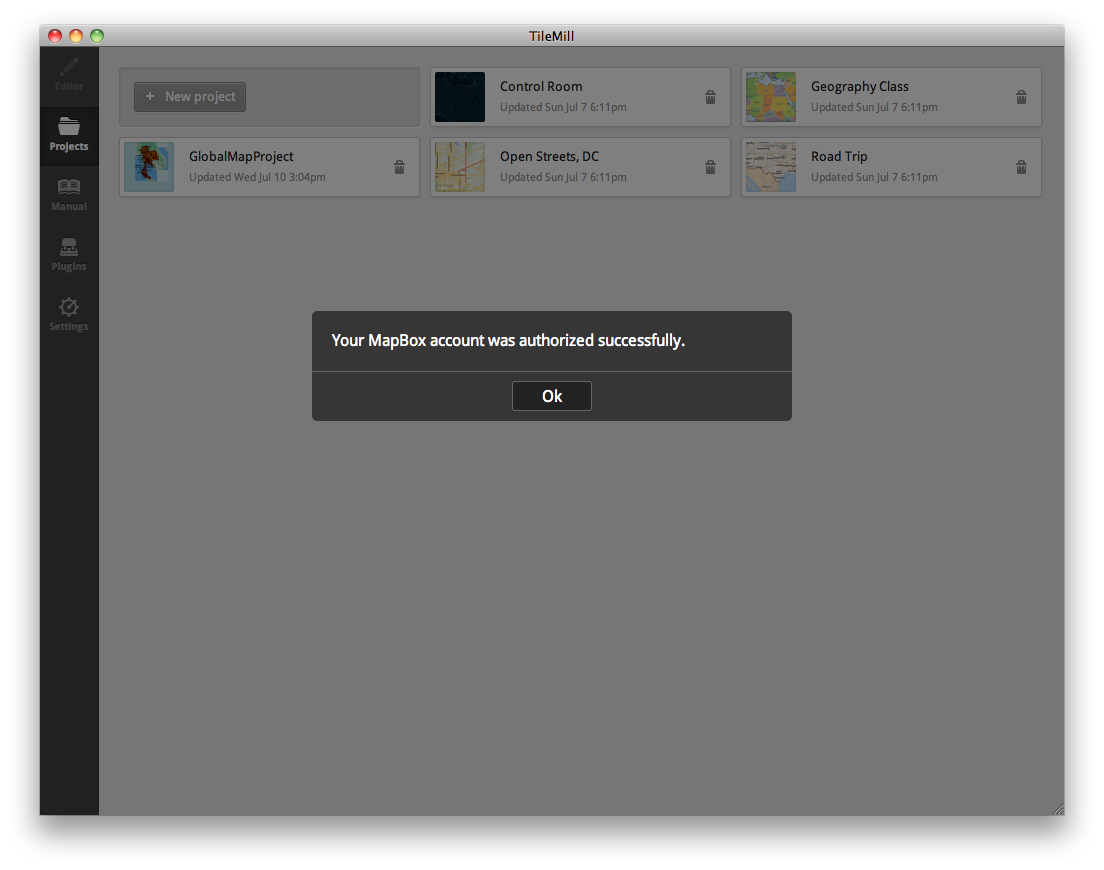 TileMill
Editor
Projects
Manual
Plugins
Settings
+ New project
Control Room
Updated Sun Jul 7 6:11pm
Geography Class
Updated Sun Jul 7 6:11pm
GlobalMapProject
Updated Wed Jul 10 3:04pm
Open Streets, DC
Updated Sun Jul 7 6:11pm
Road Trip
Updated Sun Jul 7 6:11pm
Your MapBox account was authorized successfully.
Ok